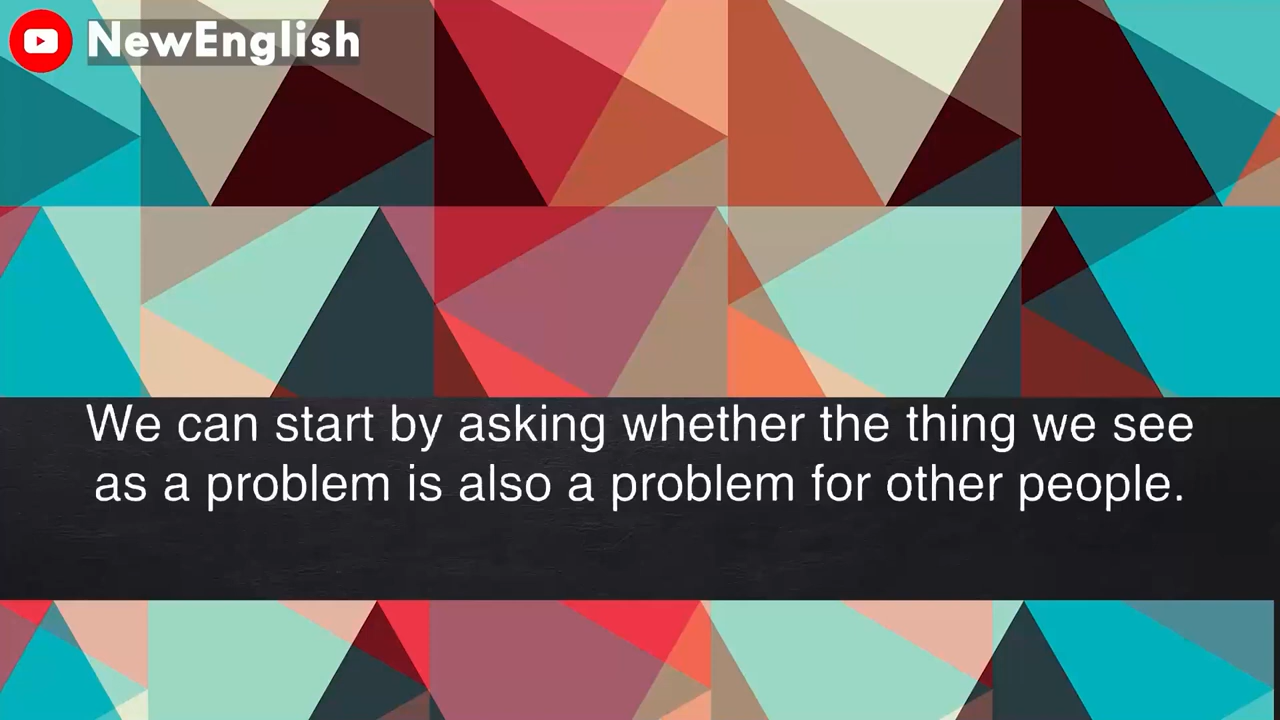 NewEnglish
We can start by asking whether the thing we see
as a problem is also a problem for other people.